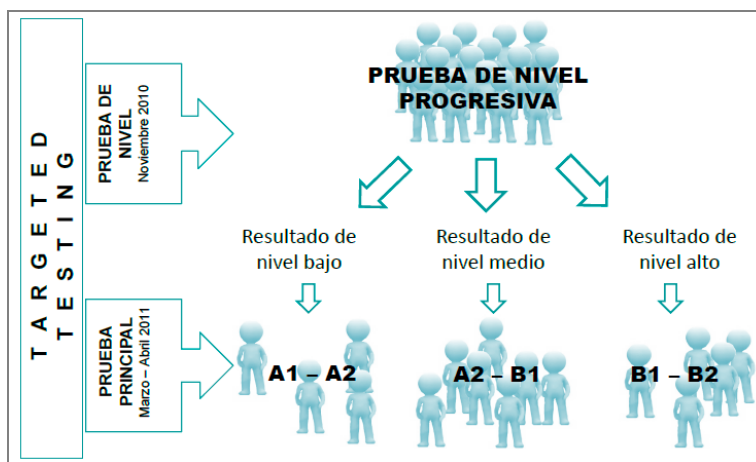 TARGETED
TESTING
PRUEBA DE
NIVEL
Noviembre 2010
PRUEBA DE NIVEL
PROGRESIVA
Resultado de
nivel bajo
Resultado de
nivel medio
Resultado de
nivel alto
PRUEBA
PRINCIPAL
Marzo – Abril 2011
A1 – A2
A2 – B1
B1 – B2